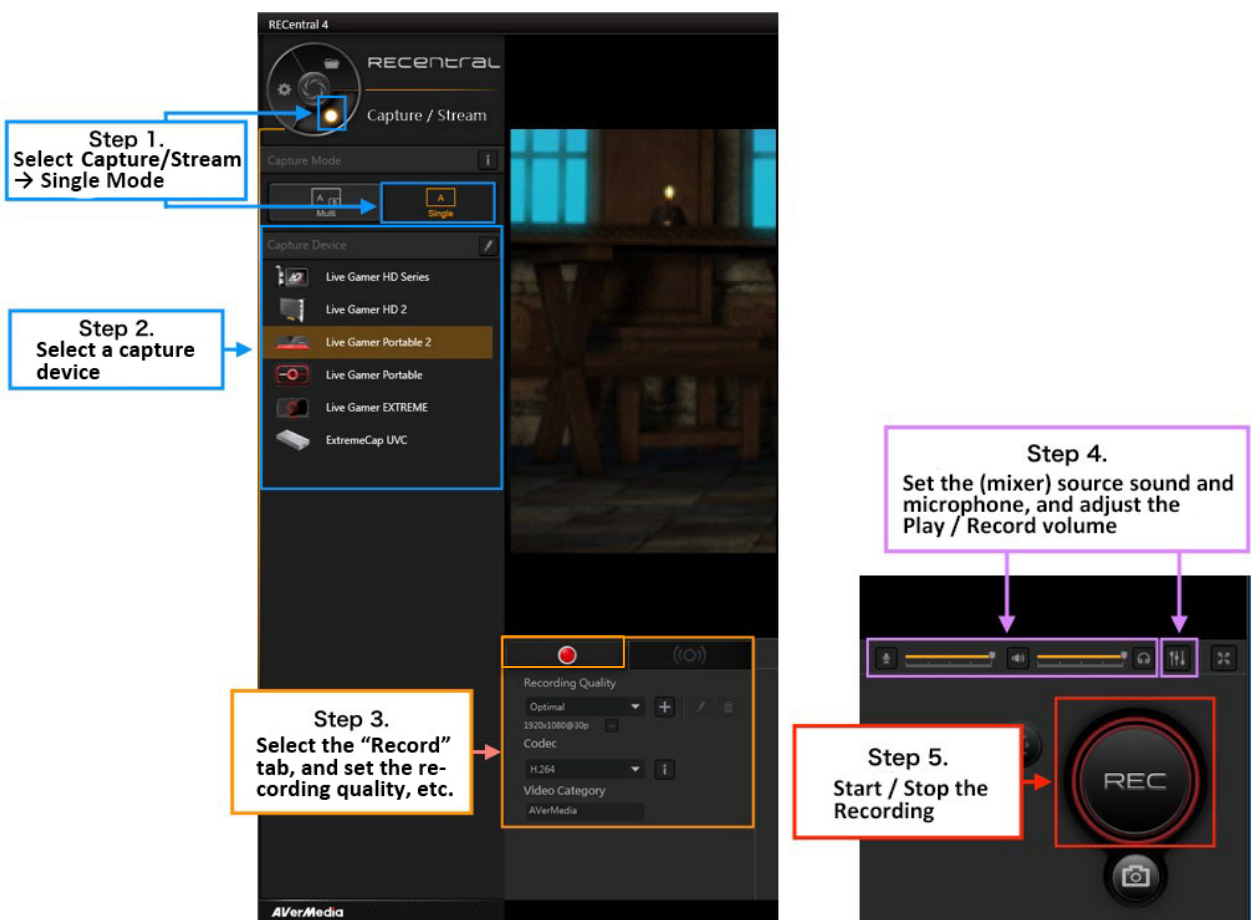 RECentral 4
RECentral
Capture / Stream
Step 1.
Select Capture/Stream
→ Single Mode
Capture Mode
i
A B
Multi
A
Single
Capture Device
Live Gamer HD Series
Live Gamer HD 2
Live Gamer Portable 2
Live Gamer Portable
Live Gamer EXTREME
ExtremeCap UVC
Step 2.
Select a capture
device
Step 3.
Select the “Record”
tab, and set the re-
cording quality, etc.
Recording Quality
Optimal
1920x1080@30p
Codec
H.264
i
Video Category
AVerMedia
AVerMedia
Step 4.
Set the (mixer) source sound and
microphone, and adjust the
Play / Record volume
Step 5.
Start / Stop the
Recording
REC